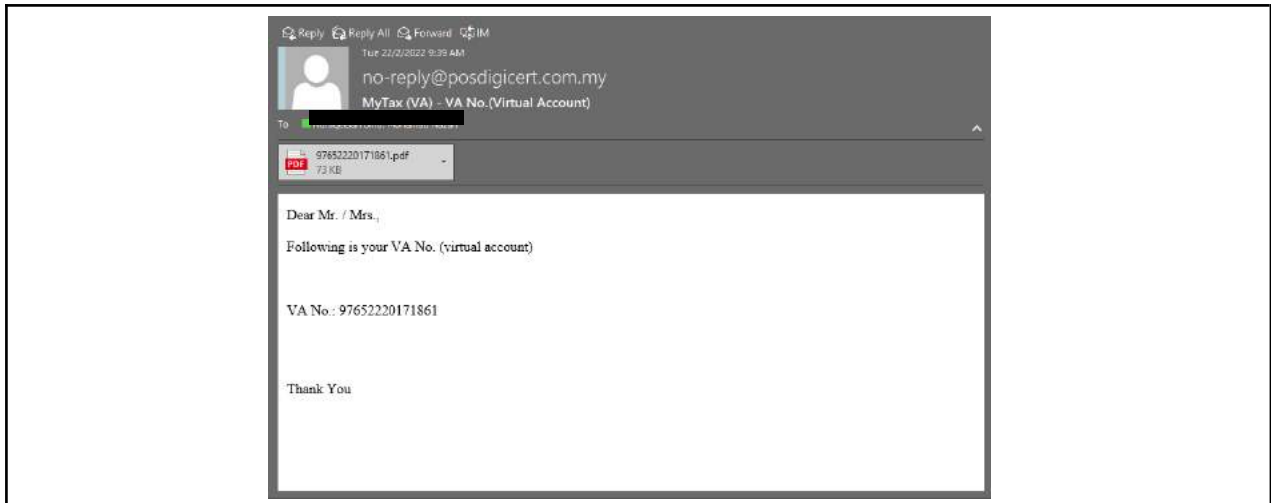 Reply Reply All Forward IM
Tue 22/2/2022 9:39 AM
no-reply@posdigicert.com.my
MyTax (VA) - VA No.(Virtual Account)
To
97652220171861.pdf
PDF
73 KB
Dear Mr. / Mrs.,
Following is your VA No. (virtual account)
VA No.: 97652220171861
Thank You